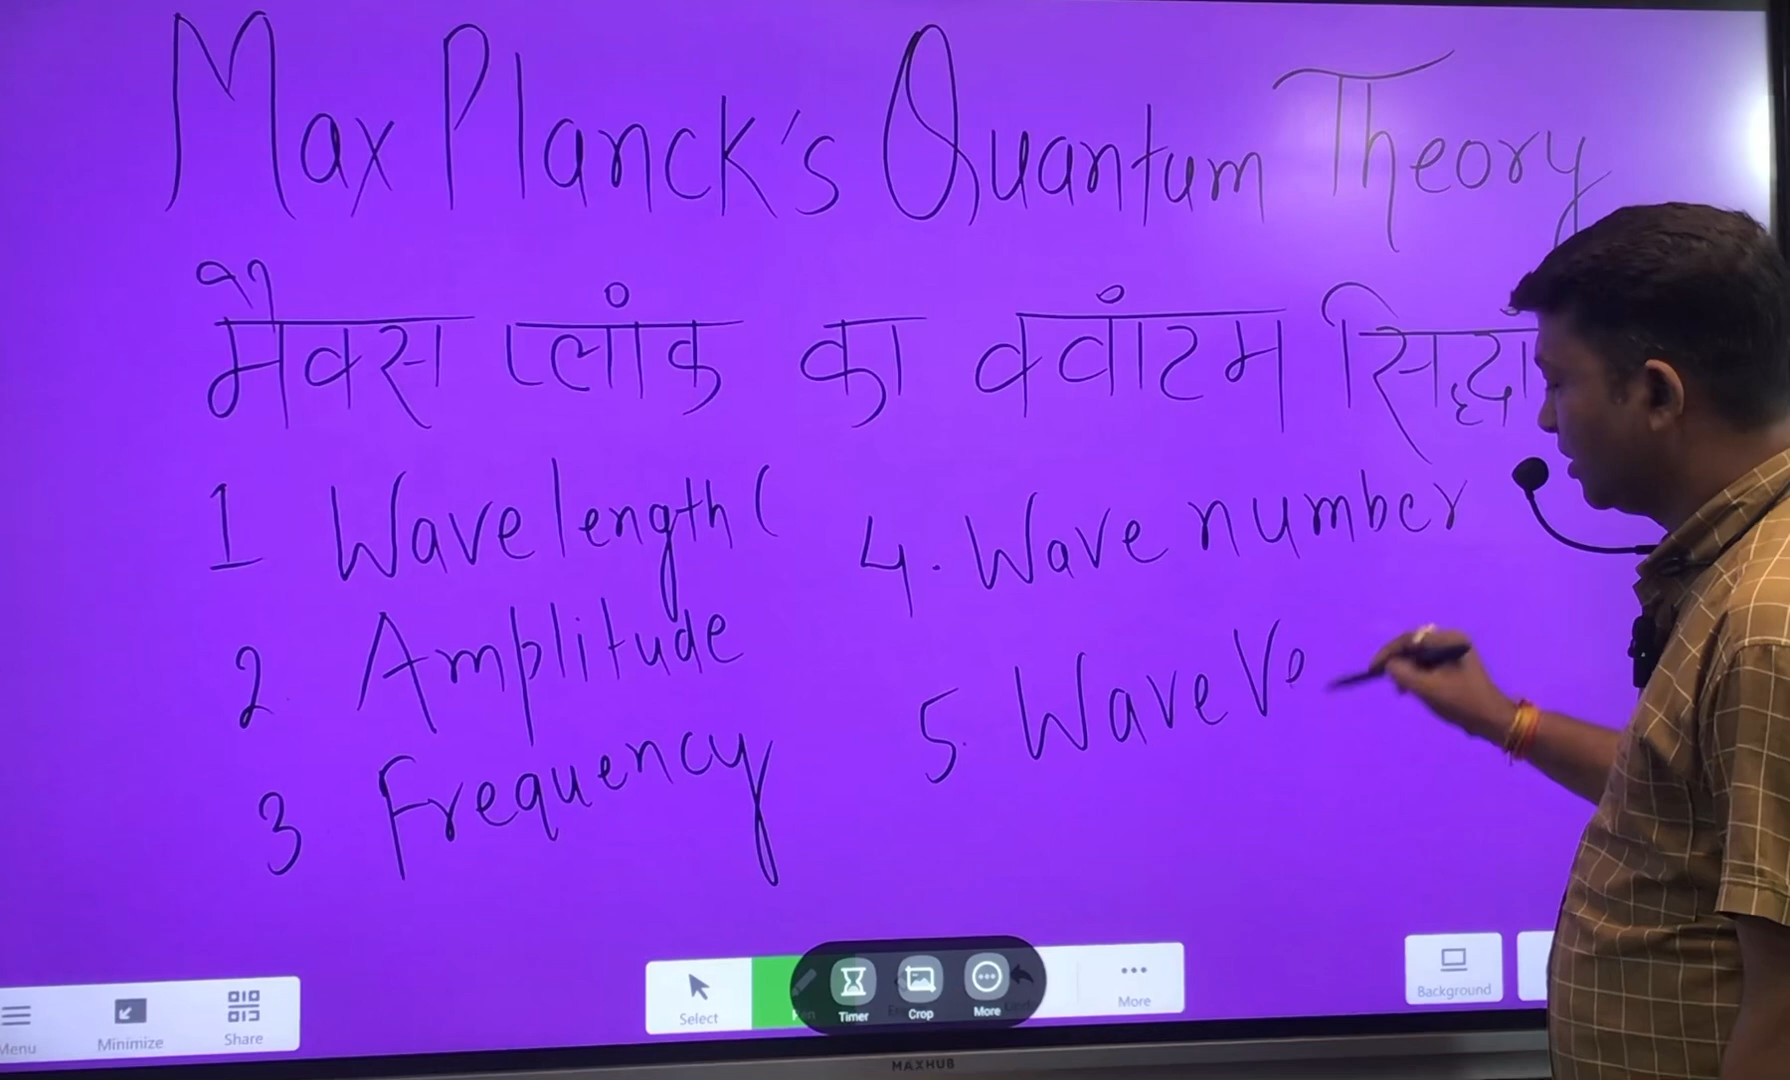 Max Planck's Quantum Theory
मैक्स प्लांक का क्वांटम सिद्धां
1 Wavelength (
2. Amplitude
3 Frequency
4. Wave number
5. Wave Ve
Menu
Minimize
Share
Select
Timer
Crop
More
More
Background
MAXHUB